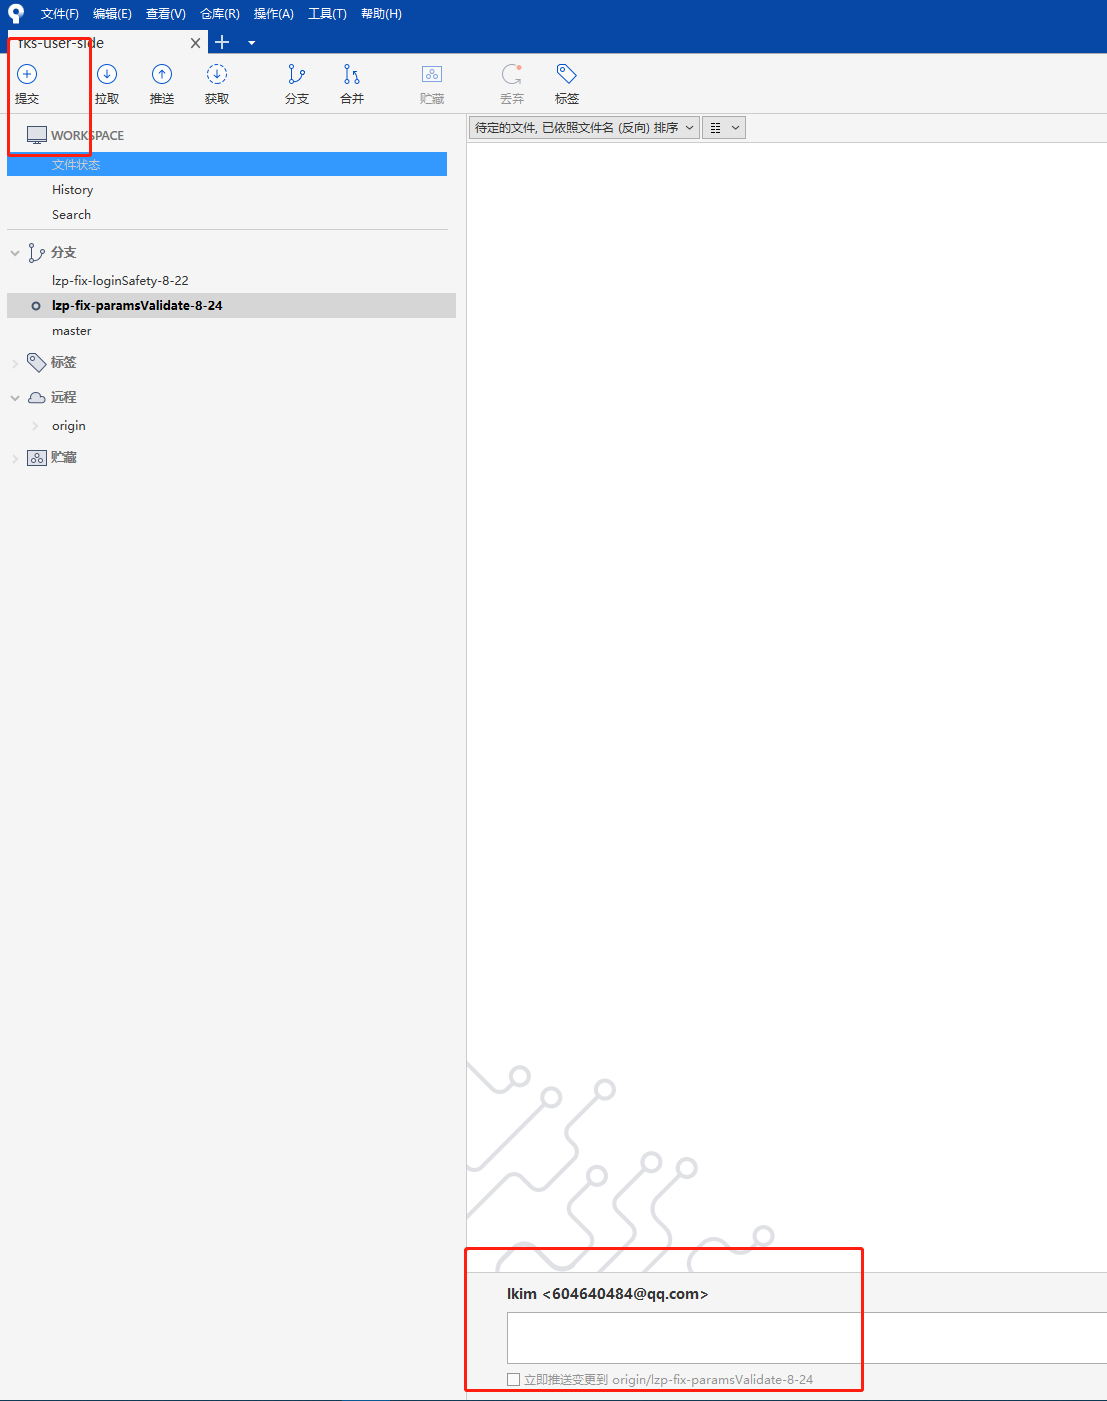 文件(F) 编辑(E) 查看(V) 仓库(R) 操作(A) 工具(T) 帮助(H)
fks-user-side
提交 拉取 推送 获取 分支 合并 贮藏 丢弃 标签
WORKSPACE
文件状态
History
Search
分支
lzp-fix-loginSafety-8-22
lzp-fix-paramsValidate-8-24
master
标签
远程
origin
贮藏
待定的文件, 已依照文件名 (反向) 排序
lkim <604640484@qq.com>
立即推送变更到 origin/lzp-fix-paramsValidate-8-24